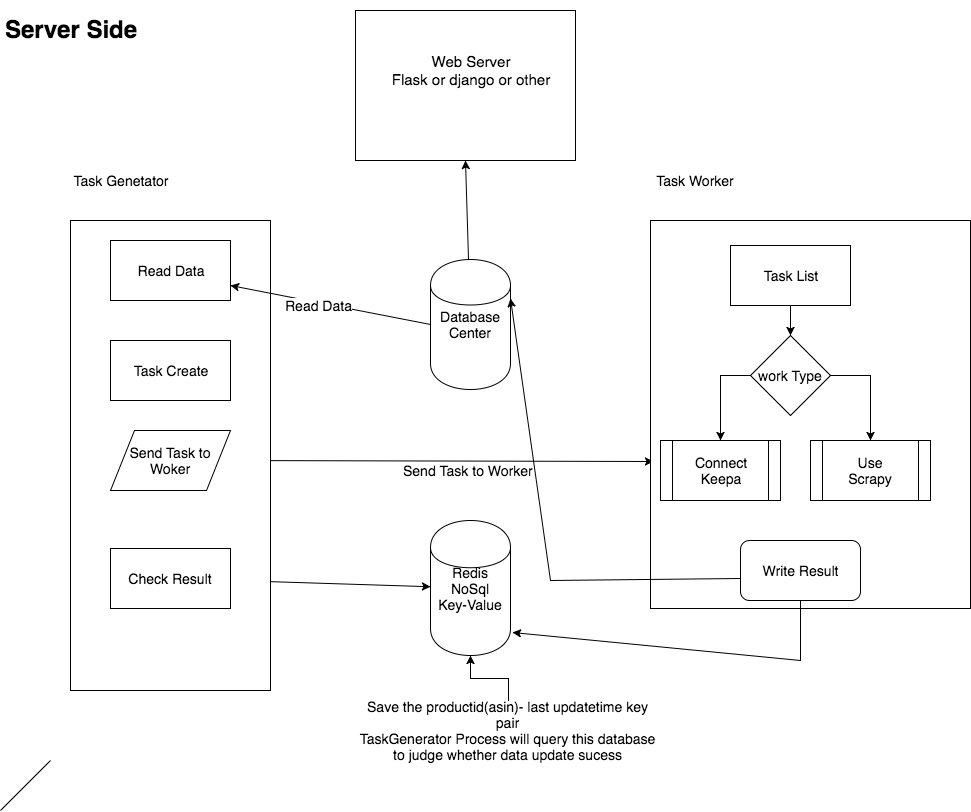 Server Side
Web Server
Flask or django or other
Task Genetator
Task Worker
Read Data
Task List
Read Data
Database
Center
Task Create
work Type
Send Task to
Woker
Send Task to Worker
Connect
Keepa
Use
Scrapy
Check Result
Redis
NoSql
Key-Value
Write Result
Save the productid(asin)- last updatetime key
pair
TaskGenerator Process will query this database
to judge whether data update sucess